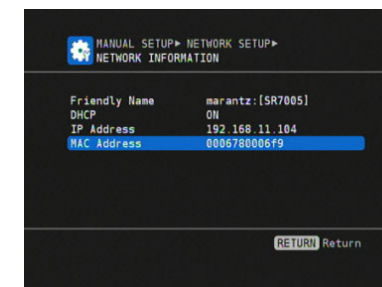 MANUAL SETUP▶ NETWORK SETUP▶
NETWORK INFORMATION
Friendly Name marantz:[SR7005]
DHCP ON
IP Address 192.168.11.104
MAC Address 0006780006f9
RETURN Return